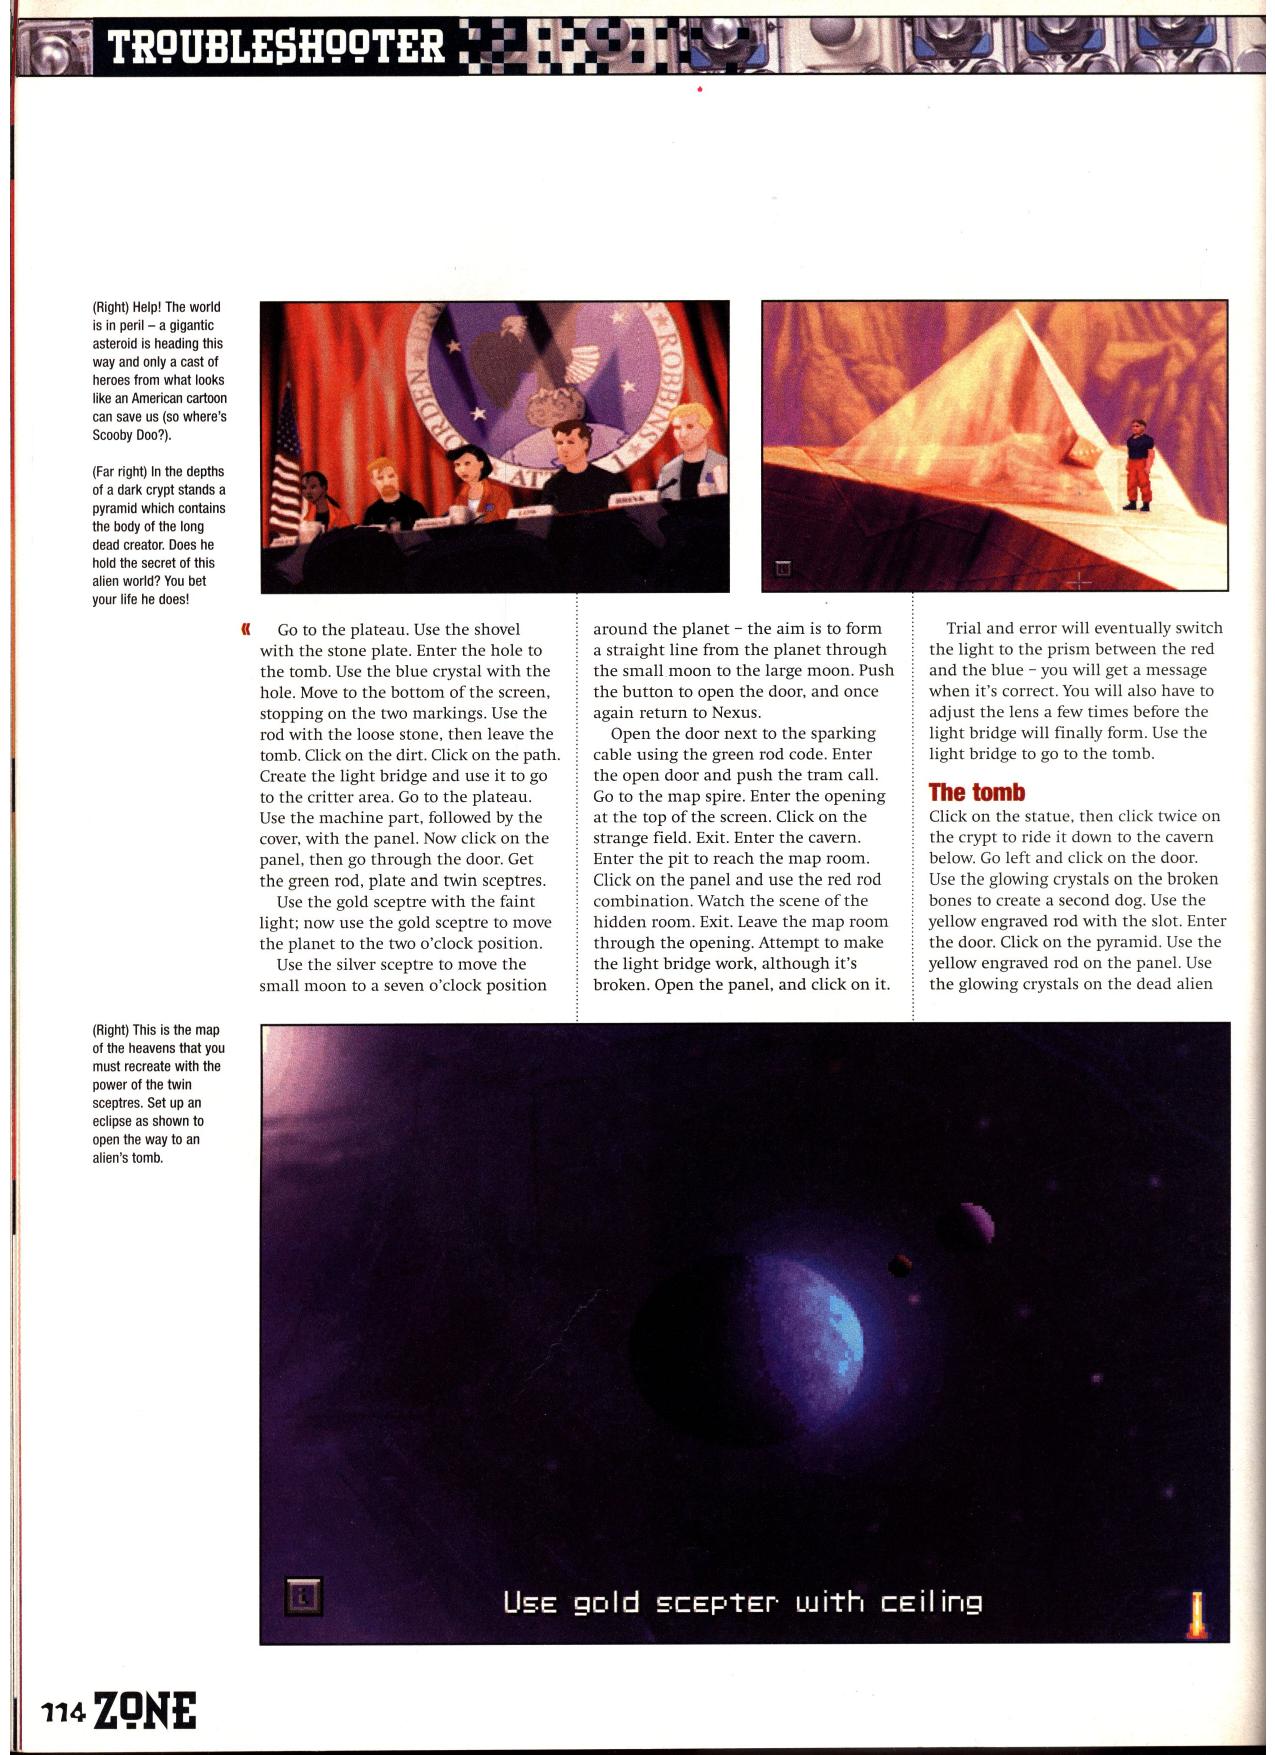 TROUBLESHOOTER
(Right) Help! The world
is in peril – a gigantic
asteroid is heading this
way and only a cast of
heroes from what looks
like an American cartoon
can save us (so where's
Scooby Doo?).
(Far right) In the depths
of a dark crypt stands a
pyramid which contains
the body of the long
dead creator. Does he
hold the secret of this
alien world? You bet
your life he does!
ROBBINS
LOW
BRINK
i
« Go to the plateau. Use the shovel
with the stone plate. Enter the hole to
the tomb. Use the blue crystal with the
hole. Move to the bottom of the screen,
stopping on the two markings. Use the
rod with the loose stone, then leave the
tomb. Click on the dirt. Click on the path.
Create the light bridge and use it to go
to the critter area. Go to the plateau.
Use the machine part, followed by the
cover, with the panel. Now click on the
panel, then go through the door. Get
the green rod, plate and twin sceptres.
Use the gold sceptre with the faint
light; now use the gold sceptre to move
the planet to the two o'clock position.
Use the silver sceptre to move the
small moon to a seven o'clock position
around the planet – the aim is to form
a straight line from the planet through
the small moon to the large moon. Push
the button to open the door, and once
again return to Nexus.
Open the door next to the sparking
cable using the green rod code. Enter
the open door and push the tram call.
Go to the map spire. Enter the opening
at the top of the screen. Click on the
strange field. Exit. Enter the cavern.
Enter the pit to reach the map room.
Click on the panel and use the red rod
combination. Watch the scene of the
hidden room. Exit. Leave the map room
through the opening. Attempt to make
the light bridge work, although it's
broken. Open the panel, and click on it.
Trial and error will eventually switch
the light to the prism between the red
and the blue – you will get a message
when it's correct. You will also have to
adjust the lens a few times before the
light bridge will finally form. Use the
light bridge to go to the tomb.
The tomb
Click on the statue, then click twice on
the crypt to ride it down to the cavern
below. Go left and click on the door.
Use the glowing crystals on the broken
bones to create a second dog. Use the
yellow engraved rod with the slot. Enter
the door. Click on the pyramid. Use the
yellow engraved rod on the panel. Use
the glowing crystals on the dead alien
(Right) This is the map
of the heavens that you
must recreate with the
power of the twin
sceptres. Set up an
eclipse as shown to
open the way to an
alien's tomb.
i
Use gold scepter with ceiling
114 ZONE